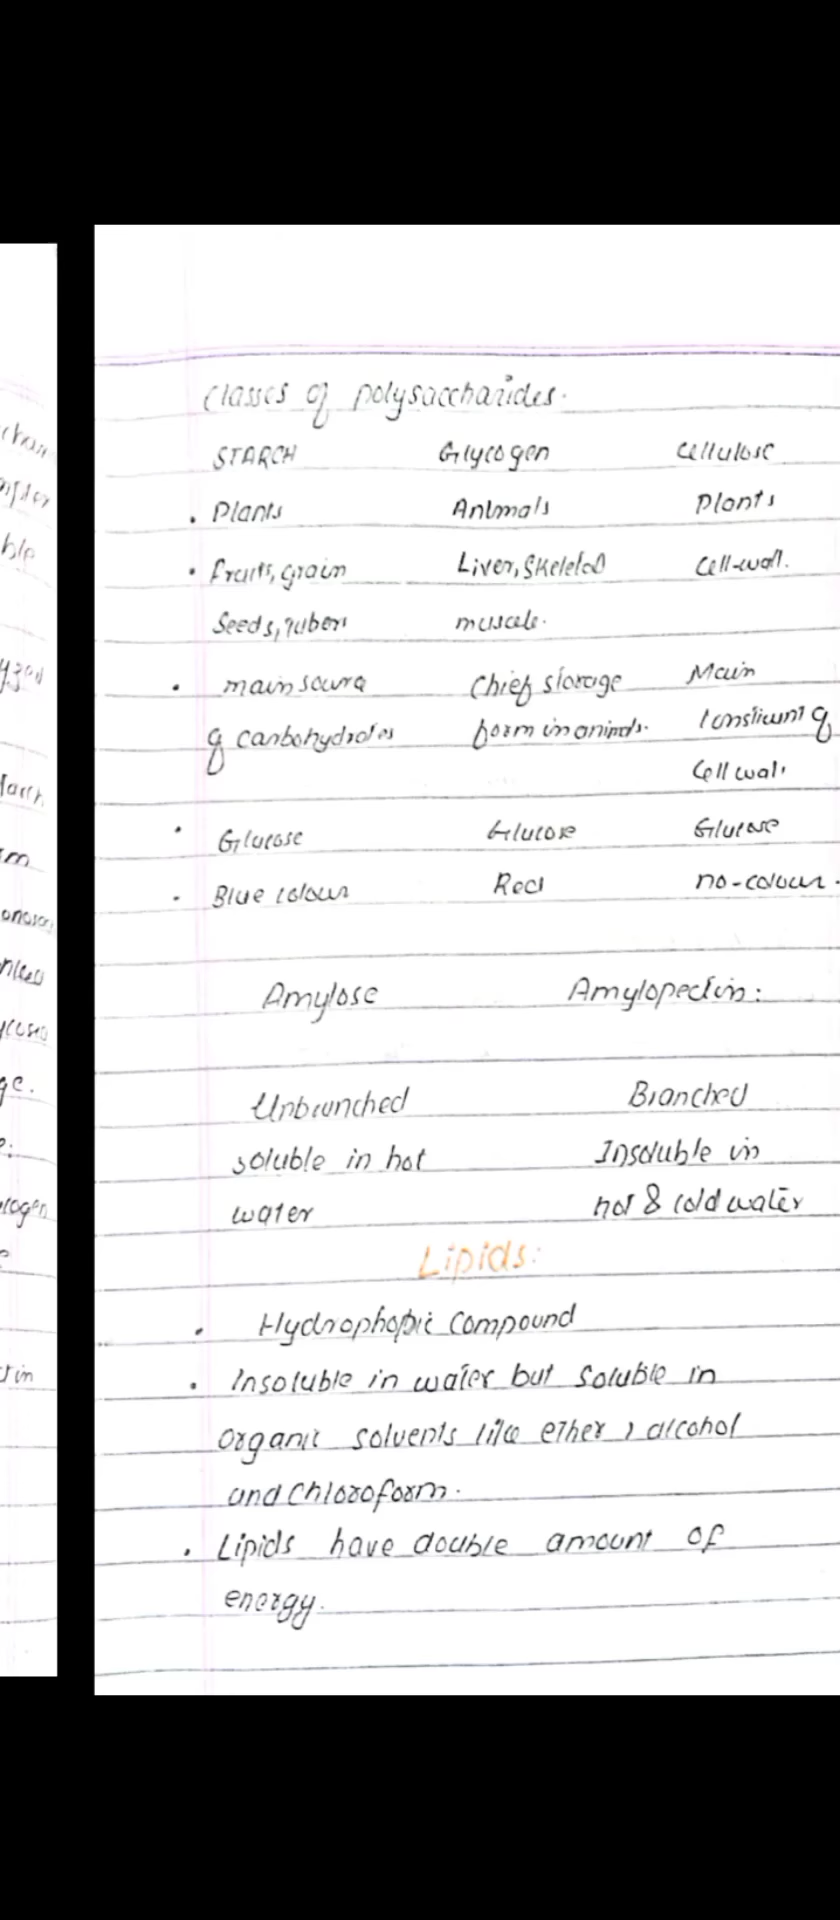 Classes of polysaccharides.
STARCH Glycogen Cellulose
. Plants Animals Plants
. fruits, grain Liver, Skeletal Cell-wall.
Seeds, tubers muscele.
. main source Chief storage Main
of carbohydrates form in animals. constituent of
Cell wall
. Glucose Glucose Glucose
. Blue colour Red no-colour.
Amylose Amylopectin:
Unbranched Branched
soluble in hot Insoluble in
water hot & cold water
Lipids:
. Hydrophobic compound
. Insoluble in water but soluble in
organic solvents like ether, alcohol
and Chloroform.
. Lipids have double amount of
energy.
ble
ogen